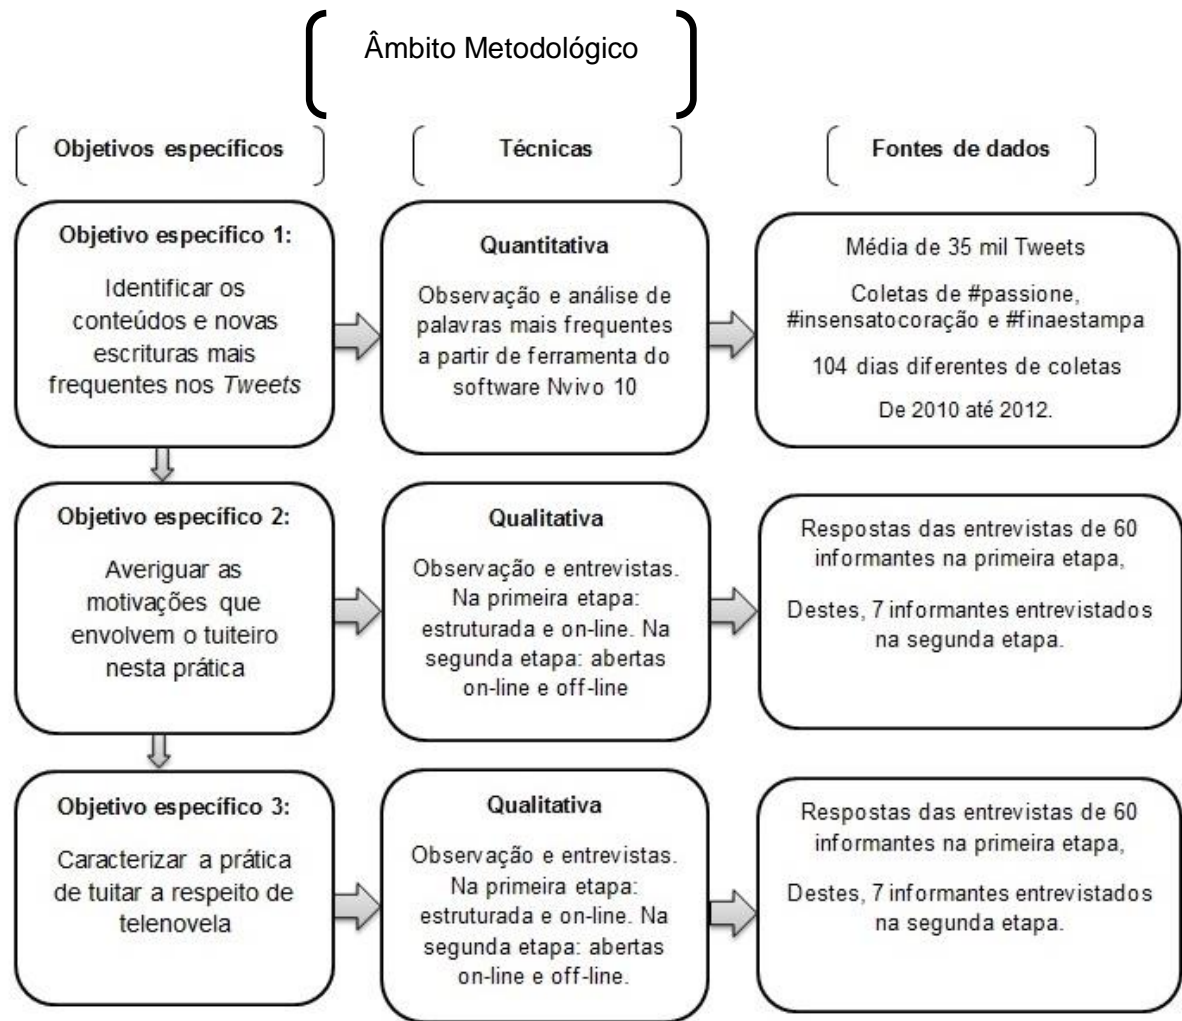 Âmbito Metodológico
Objetivos específicos
Técnicas
Fontes de dados
Objetivo específico 1:
Identificar os
conteúdos e novas
escrituras mais
frequentes nos Tweets
Quantitativa
Observação e análise de
palavras mais frequentes
a partir de ferramenta do
software Nvivo 10
Média de 35 mil Tweets
Coletas de #passione,
#insensatocoração e #finaestampa
104 dias diferentes de coletas
De 2010 até 2012.
Objetivo específico 2:
Averiguar as
motivações que
envolvem o tuiteiro
nesta prática
Qualitativa
Observação e entrevistas.
Na primeira etapa:
estruturada e on-line. Na
segunda etapa: abertas
on-line e off-line
Respostas das entrevistas de 60
informantes na primeira etapa,
Destes, 7 informantes entrevistados
na segunda etapa.
Objetivo específico 3:
Caracterizar a prática
de tuitar a respeito de
telenovela
Qualitativa
Observação e entrevistas.
Na primeira etapa:
estruturada e on-line. Na
segunda etapa: abertas
on-line e off-line.
Respostas das entrevistas de 60
informantes na primeira etapa,
Destes, 7 informantes entrevistados
na segunda etapa.